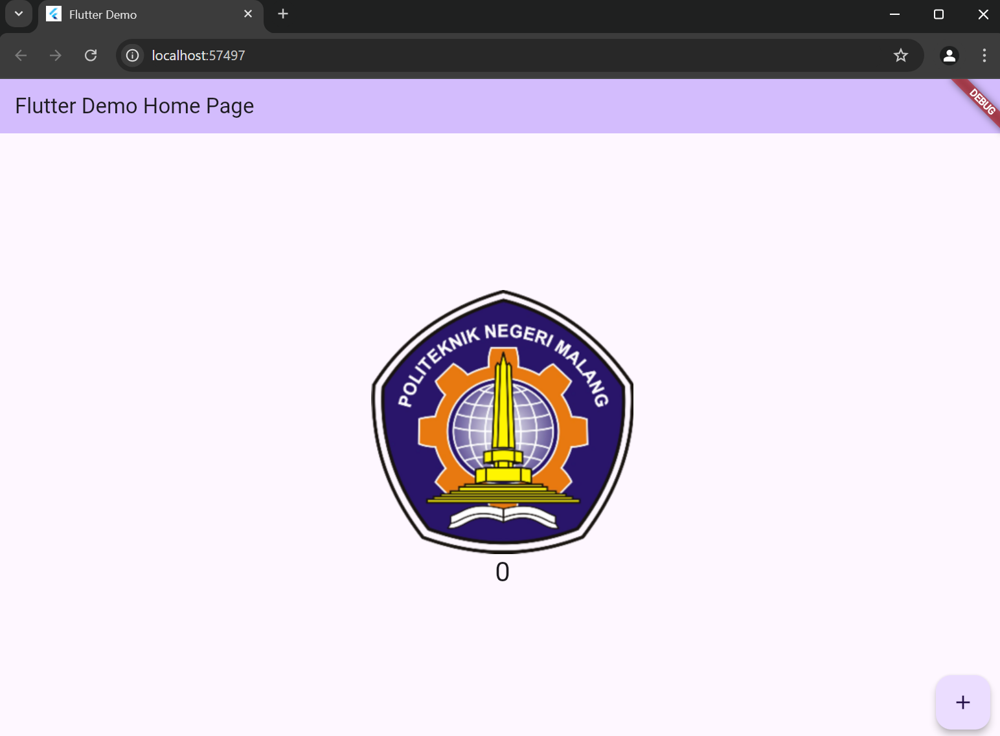 Flutter Demo
localhost:57497
Flutter Demo Home Page
DEBUG
POLITEKNIK NEGERI MALANG
0